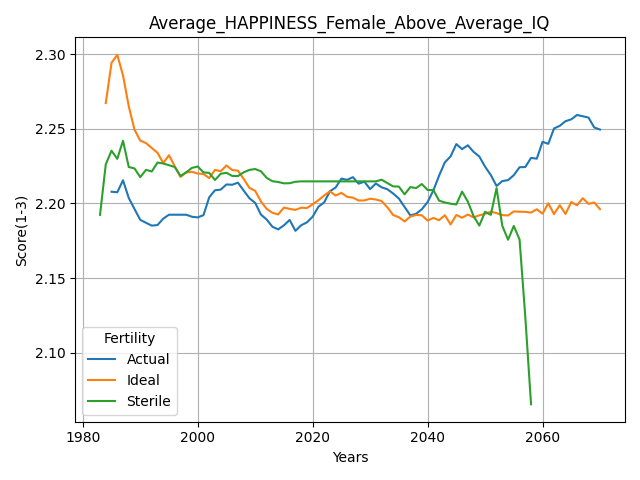 Average_HAPPINESS_Female_Above_Average_IQ
2.30
2.25
2.20
2.15
2.10
Score(1-3)
Fertility
Actual
Ideal
Sterile
1980
2000
2020
2040
2060
Years